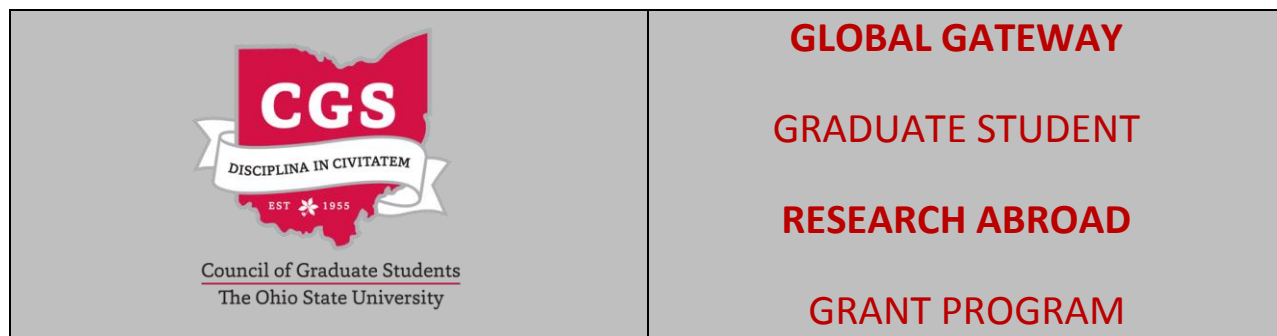 CGS
DISCIPLINA IN CIVITATEM
EST 1955
Council of Graduate Students
The Ohio State University
GLOBAL GATEWAY
GRADUATE STUDENT
RESEARCH ABROAD
GRANT PROGRAM